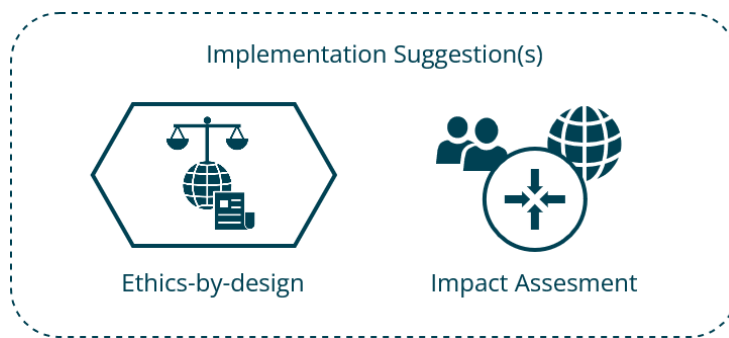 Implementation Suggestion(s)
Ethics-by-design
Impact Assesment